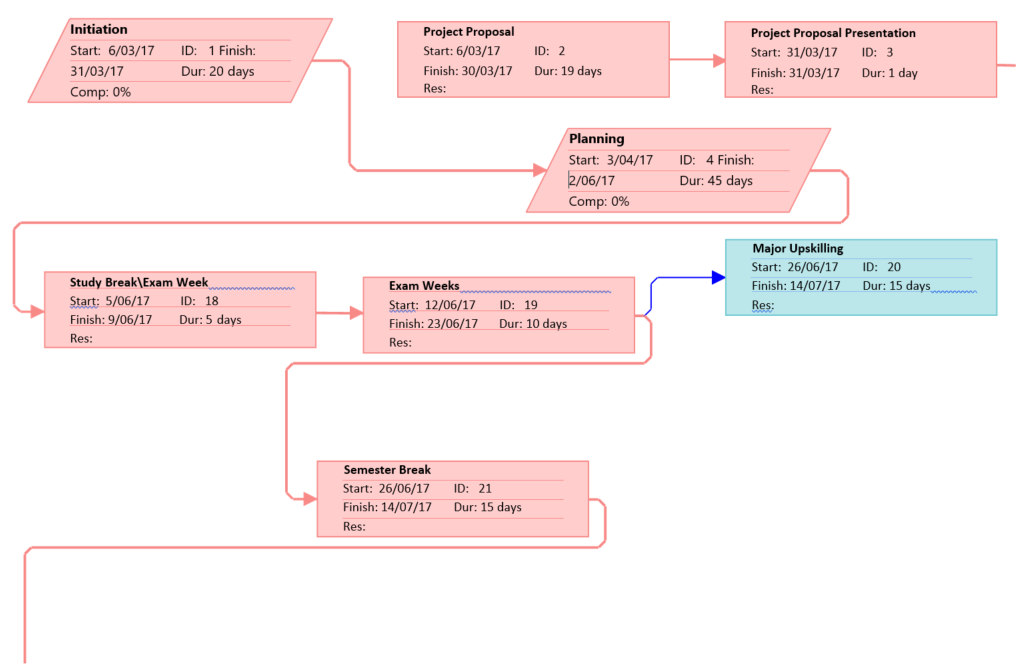 Initiation
Start: 6/03/17 ID: 1 Finish:
31/03/17 Dur: 20 days
Comp: 0%
Project Proposal
Start: 6/03/17 ID: 2
Finish: 30/03/17 Dur: 19 days
Res:
Project Proposal Presentation
Start: 31/03/17 ID: 3
Finish: 31/03/17 Dur: 1 day
Res:
Planning
Start: 3/04/17 ID: 4 Finish:
2/06/17 Dur: 45 days
Comp: 0%
Study Break\Exam Week
Start: 5/06/17 ID: 18
Finish: 9/06/17 Dur: 5 days
Res:
Exam Weeks
Start: 12/06/17 ID: 19
Finish: 23/06/17 Dur: 10 days
Res:
Major Upskilling
Start: 26/06/17 ID: 20
Finish: 14/07/17 Dur: 15 days
Res:
Semester Break
Start: 26/06/17 ID: 21
Finish: 14/07/17 Dur: 15 days
Res: